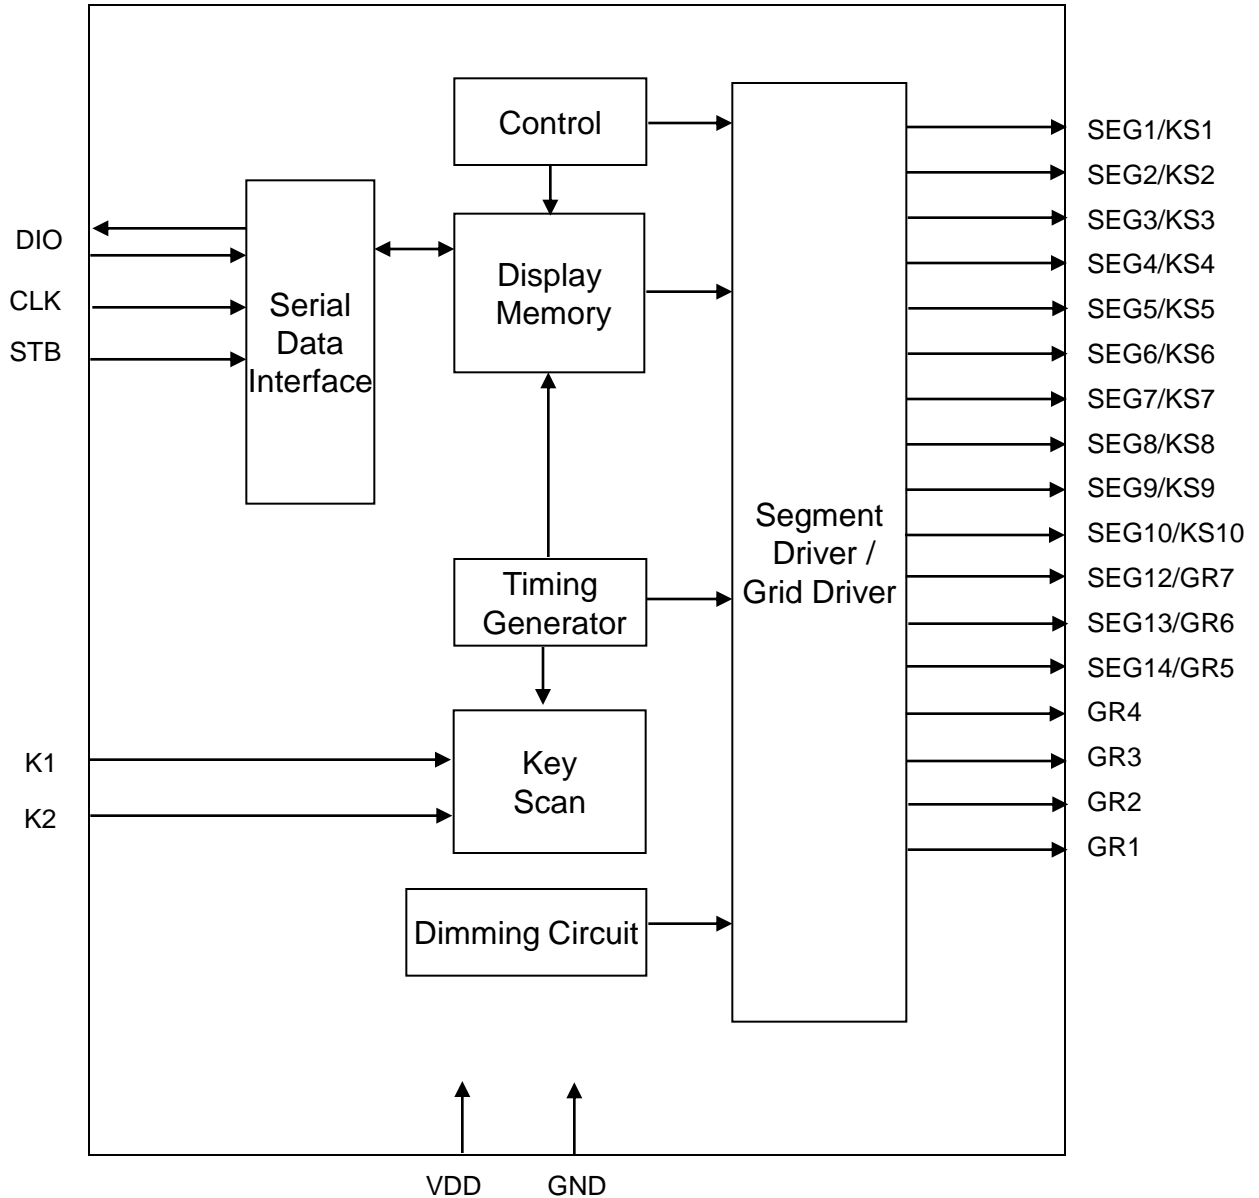 Control
Display
Memory
Serial
Data
Interface
Timing
Generator
Key
Scan
Dimming Circuit
Segment
Driver /
Grid Driver
DIO
CLK
STB
K1
K2
SEG1/KS1
SEG2/KS2
SEG3/KS3
SEG4/KS4
SEG5/KS5
SEG6/KS6
SEG7/KS7
SEG8/KS8
SEG9/KS9
SEG10/KS10
SEG12/GR7
SEG13/GR6
SEG14/GR5
GR4
GR3
GR2
GR1
VDD
GND